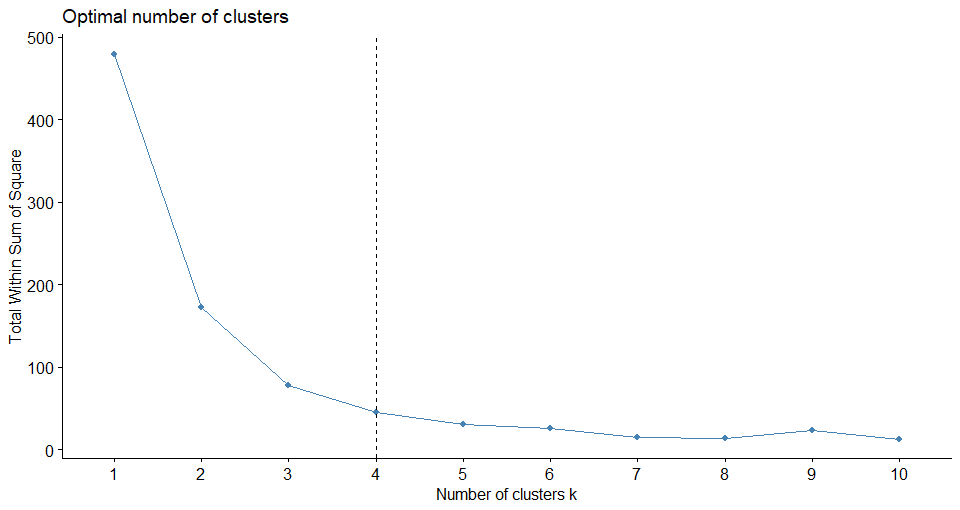 Optimal number of clusters
500
400
300
200
100
0
Total Within Sum of Square
1 2 3 4 5 6 7 8 9 10
Number of clusters k